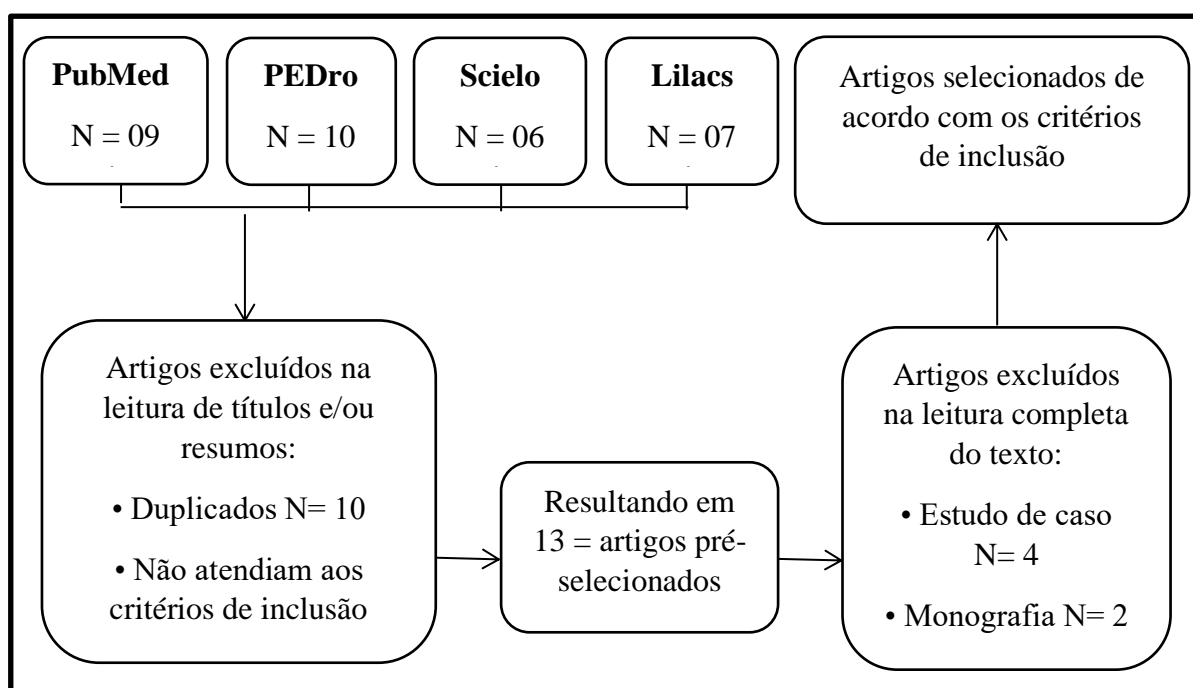 PubMed
N = 09
PEDro
N = 10
Scielo
N = 06
Lilacs
N = 07
Artigos selecionados de
acordo com os critérios
de inclusão
Artigos excluídos na
leitura de títulos e/ou
resumos:
• Duplicados N= 10
• Não atendiam aos
critérios de inclusão
Resultando em
13 = artigos pré-
selecionados
Artigos excluídos
na leitura completa
do texto:
• Estudo de caso
N= 4
• Monografia N= 2